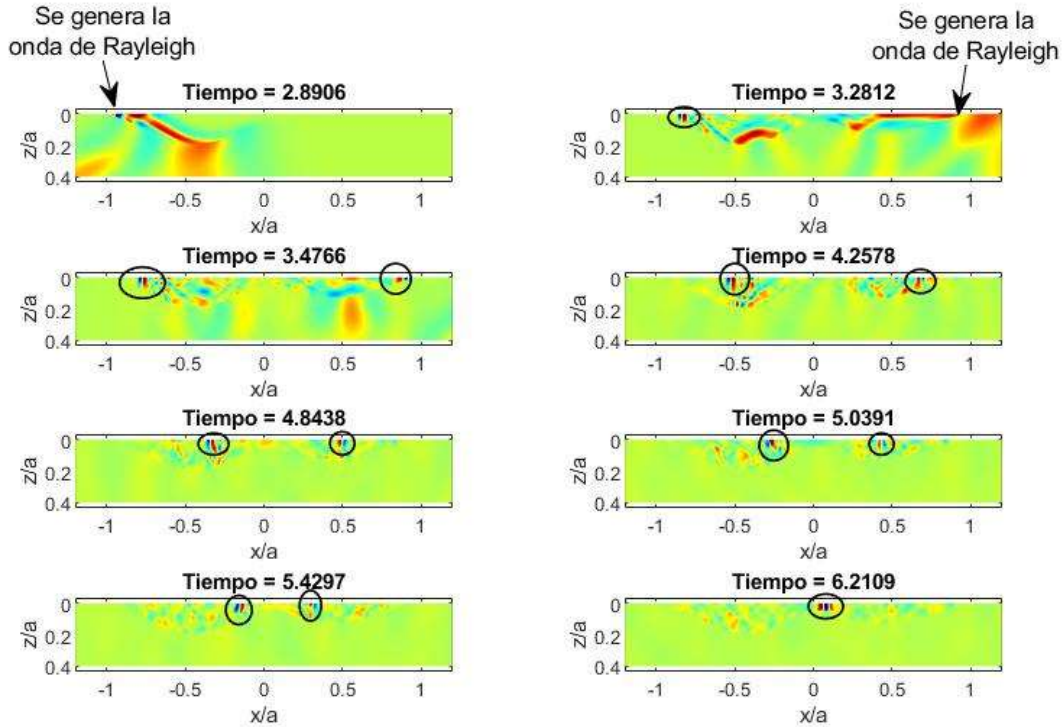 Se genera la
onda de Rayleigh
Se genera la
onda de Rayleigh
Tiempo = 2.8906
0
0.2
0.4
z/a
-1 -0.5 0 0.5 1
x/a
Tiempo = 3.2812
0
0.2
0.4
z/a
-1 -0.5 0 0.5 1
x/a
Tiempo = 3.4766
0
0.2
0.4
z/a
-1 -0.5 0 0.5 1
x/a
Tiempo = 4.2578
0
0.2
0.4
z/a
-1 -0.5 0 0.5 1
x/a
Tiempo = 4.8438
0
0.2
0.4
z/a
-1 -0.5 0 0.5 1
x/a
Tiempo = 5.0391
0
0.2
0.4
z/a
-1 -0.5 0 0.5 1
x/a
Tiempo = 5.4297
0
0.2
0.4
z/a
-1 -0.5 0 0.5 1
x/a
Tiempo = 6.2109
0
0.2
0.4
z/a
-1 -0.5 0 0.5 1
x/a